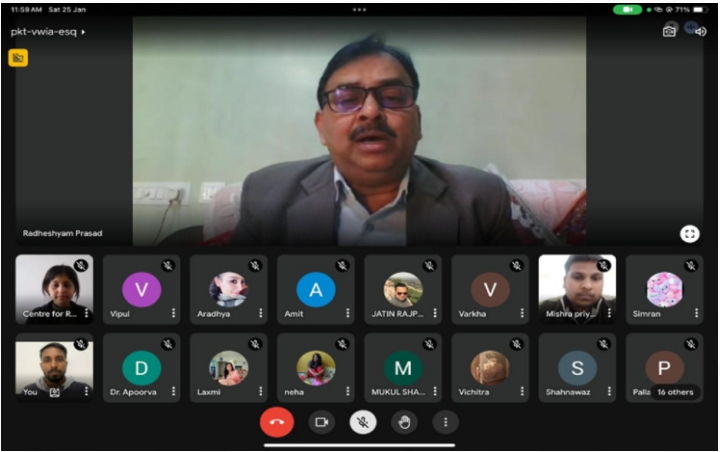 11:59 AM Sat 25 Jan
71%
pkt-vwia-esq
Radheshyam Prasad
Centre for R...
V
Vipul
Aradhya
A
Amit
JATIN RAJP...
V
Varkha
Mishra priy...
Simran
You
D
Dr. Apoorva
Laxmi
neha
M
MUKUL SHA...
Vichitra
S
Shahnawaz
P
Palla
16 others